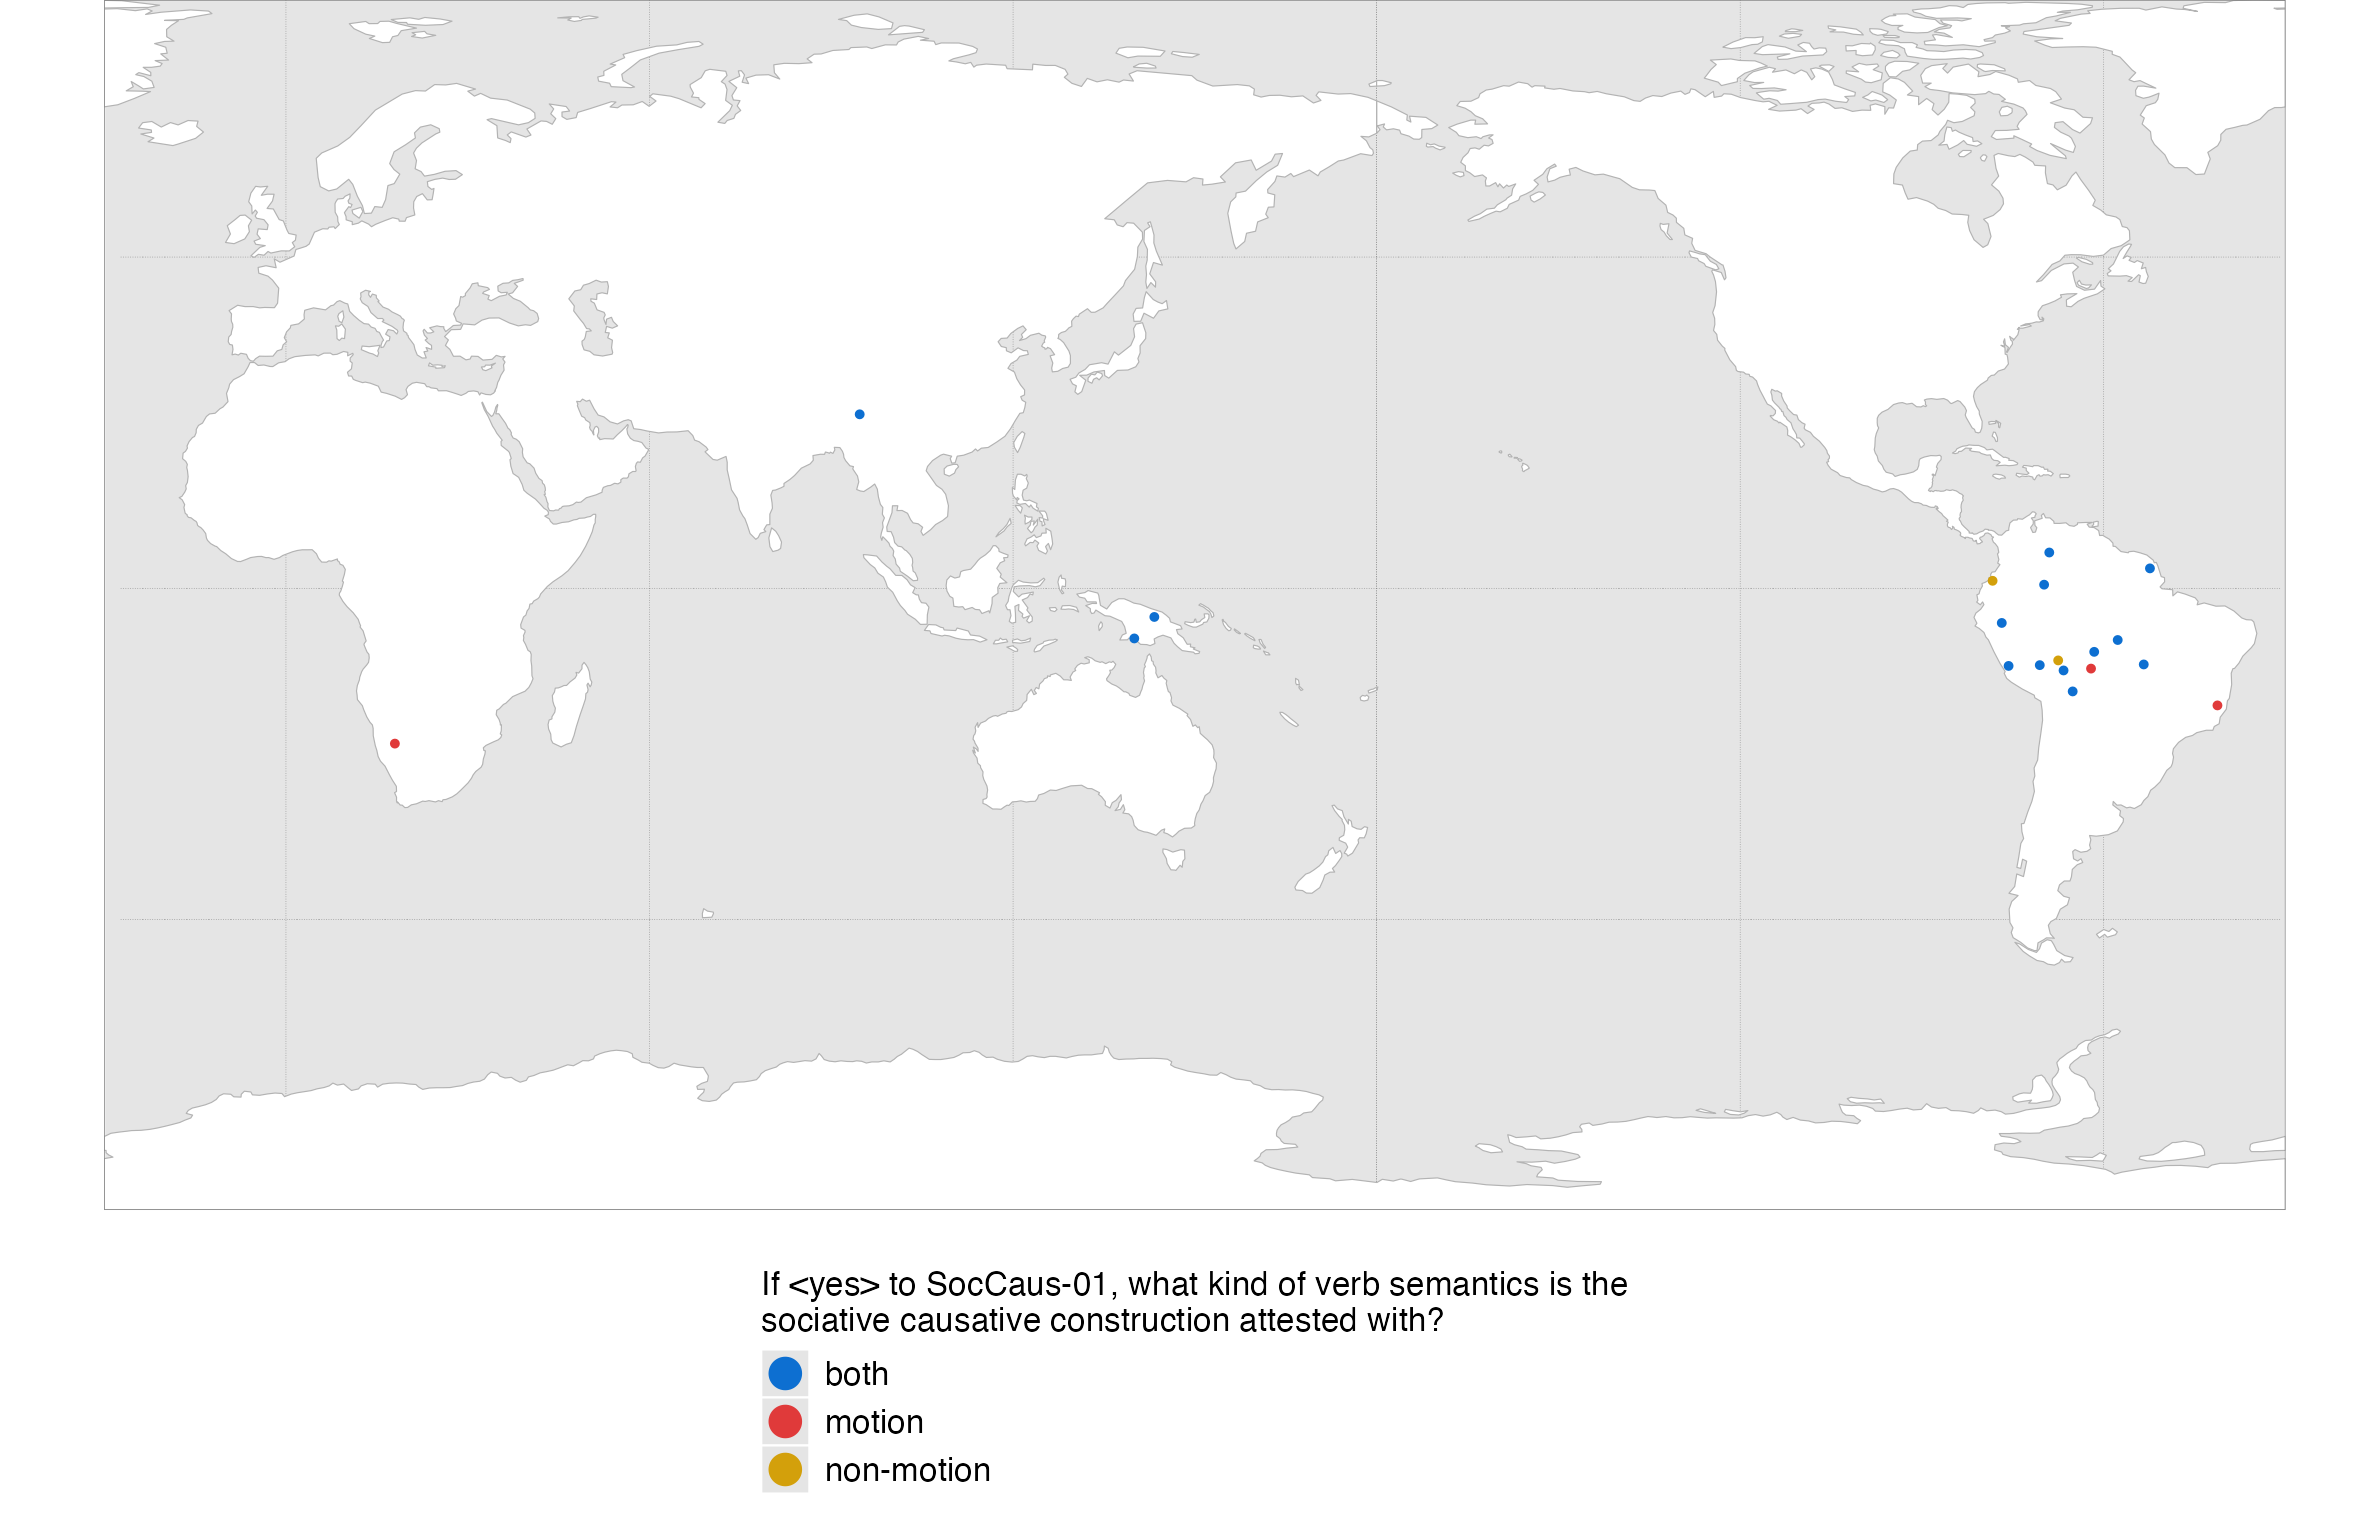 If <yes> to SocCaus-01, what kind of verb semantics is the
sociative causative construction attested with?
both
motion
non-motion